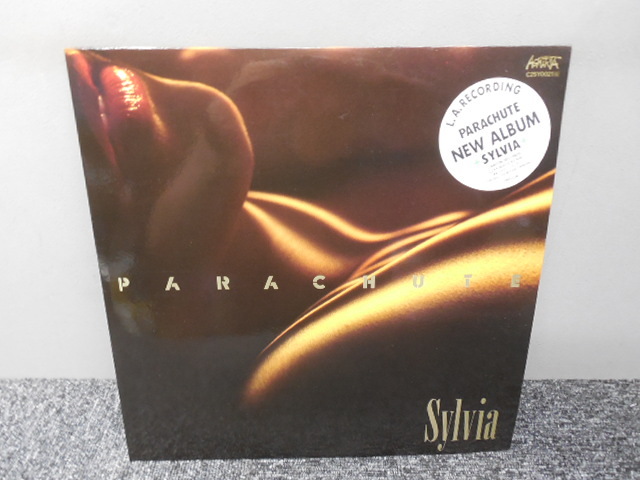 L.A. RECORDING
PARACHUTE
NEW ALBUM
SYLVIA
PARACHUTE
Sylvia